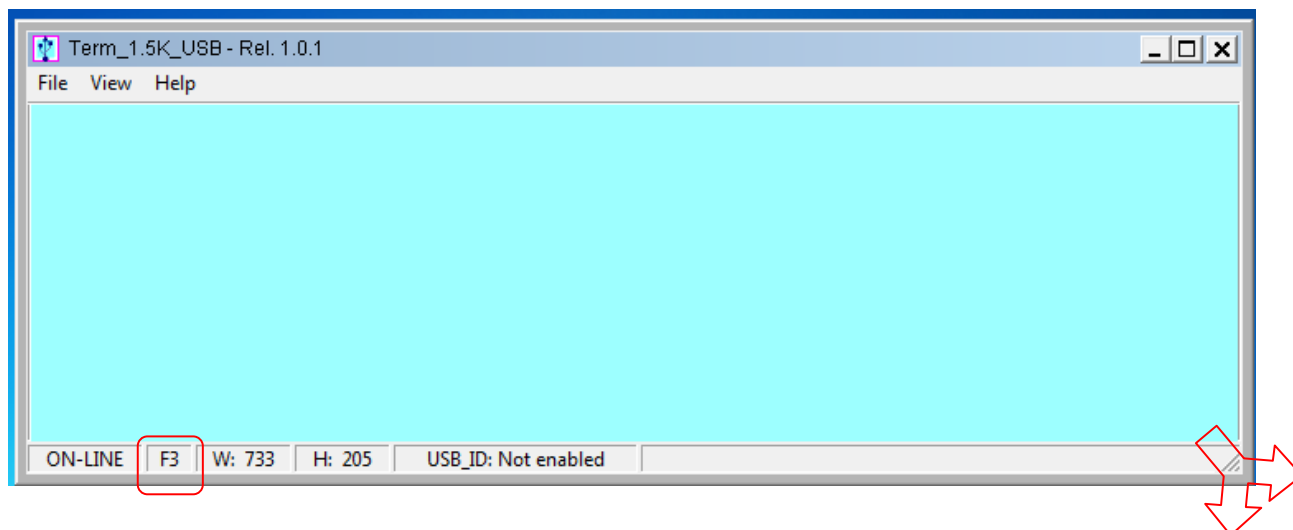 Term_1.5K_USB - Rel. 1.0.1
File View Help
ON-LINE F3 W: 733 H: 205 USB_ID: Not enabled